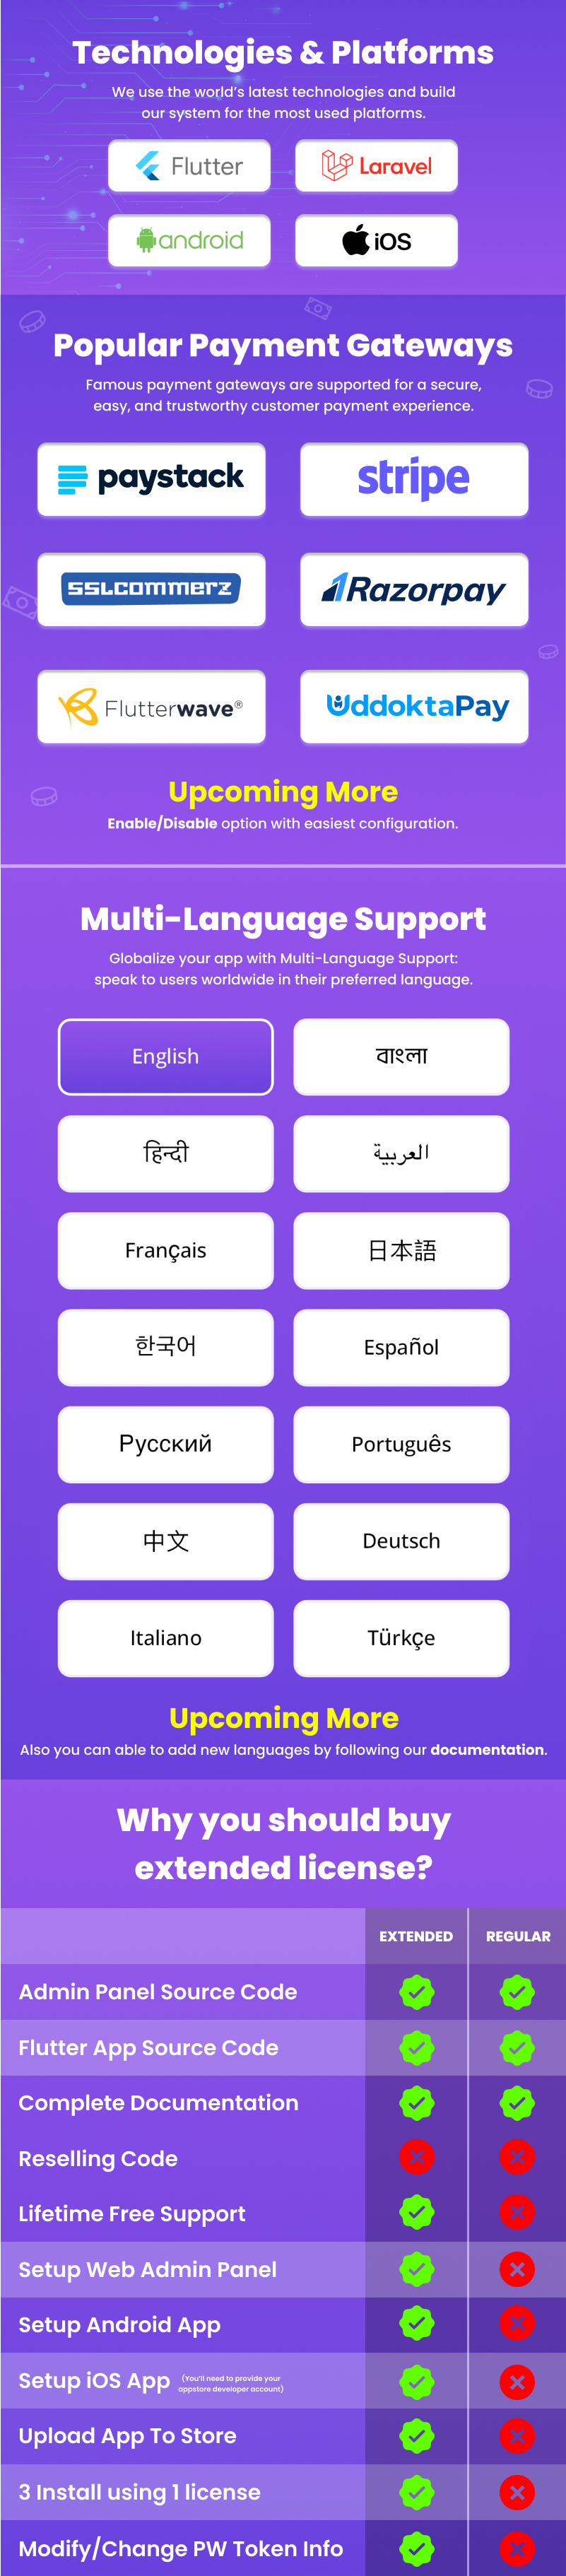 Technologies & Platforms
We use the world's latest technologies and build
our system for the most used platforms.
Flutter
Laravel
android
iOS
Popular Payment Gateways
Famous payment gateways are supported for a secure,
easy, and trustworthy customer payment experience.
paystack
stripe
SSLCOMMERZ
Razorpay
Flutterwave®
UddoktaPay
Upcoming More
Enable/Disable option with easiest configuration.
Multi-Language Support
Globalize your app with Multi-Language Support:
speak to users worldwide in their preferred language.
English
বাংলা
हिन्दी
العربية
Français
日本語
한국어
Español
Русский
Português
中文
Deutsch
Italiano
Türkçe
Upcoming More
Also you can able to add new languages by following our documentation.
Why you should buy
extended license?
EXTENDED
REGULAR
Admin Panel Source Code
Flutter App Source Code
Complete Documentation
Reselling Code
Lifetime Free Support
Setup Web Admin Panel
Setup Android App
Setup iOS App
(You'll need to provide your
appstore developer account)
Upload App To Store
3 Install using 1 license
Modify/Change PW Token Info